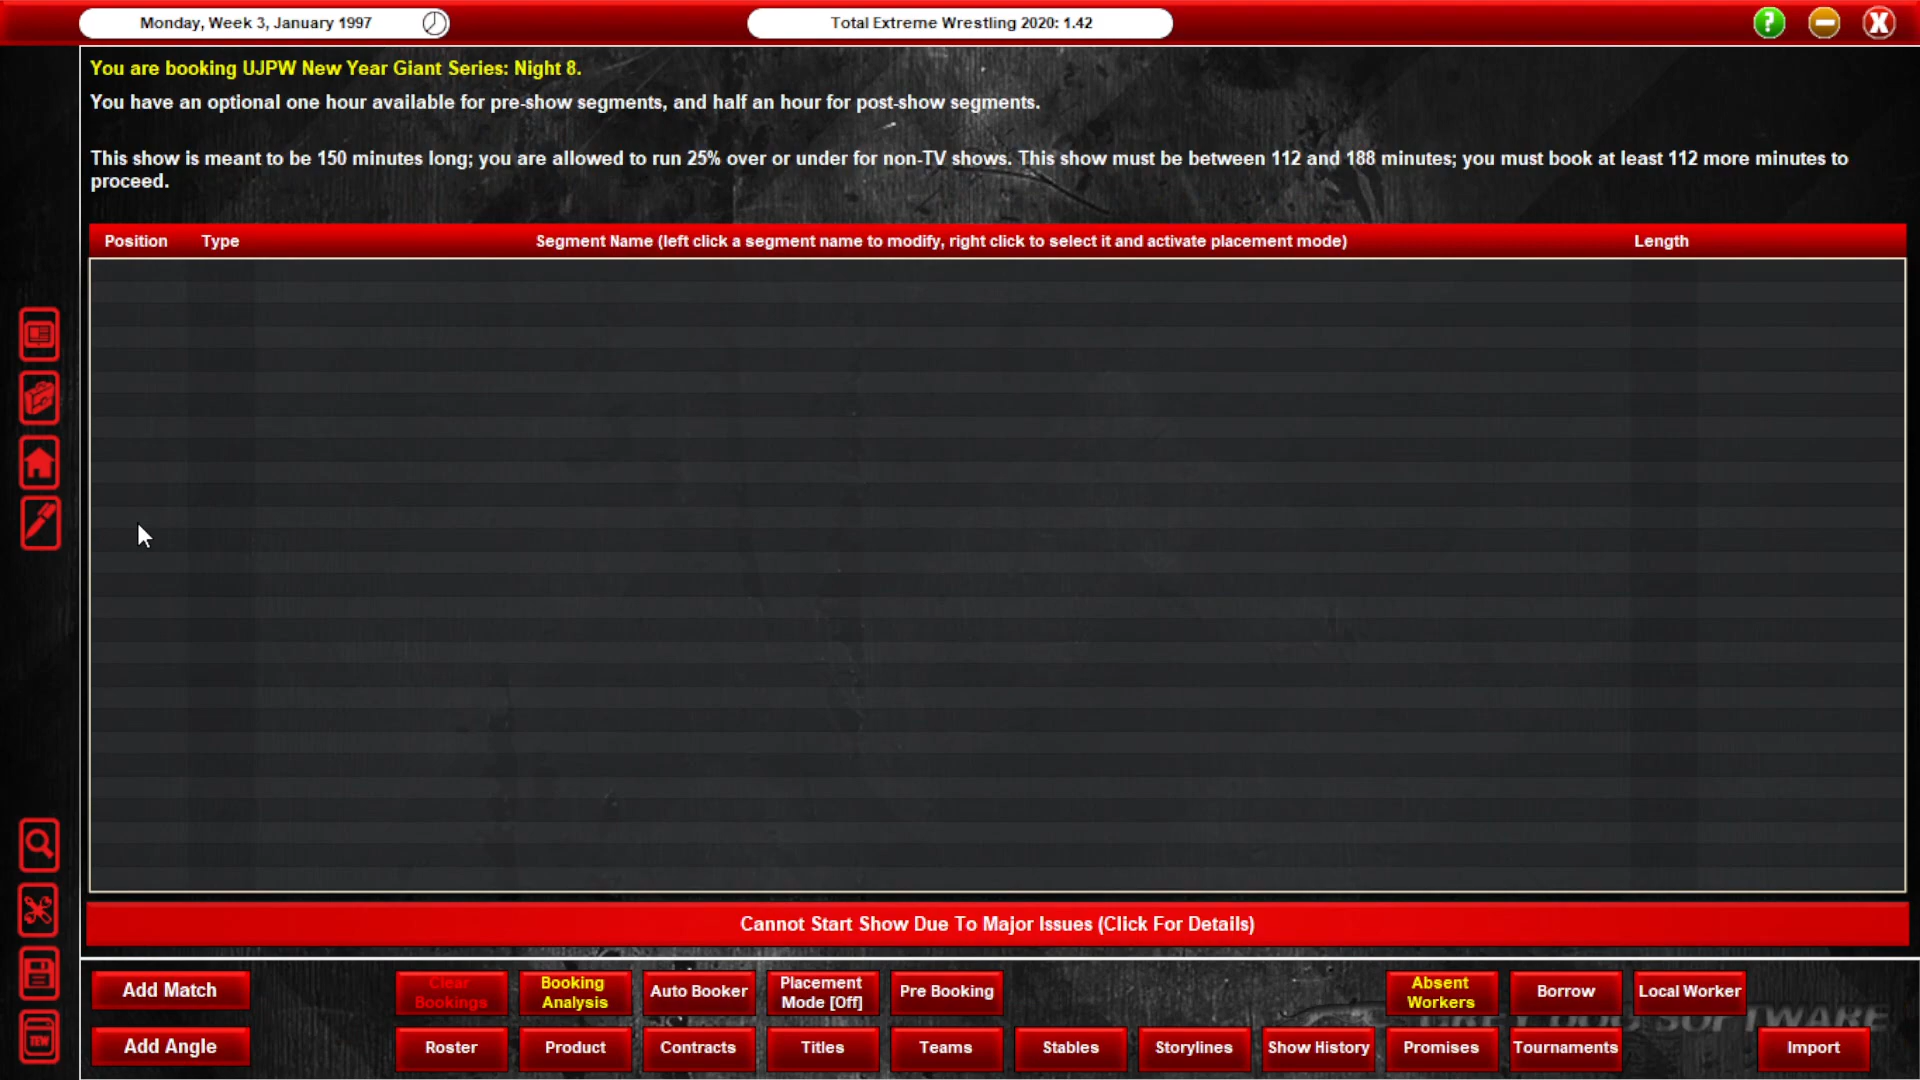 Monday, Week 3, January 1997
Total Extreme Wrestling 2020: 1.42
You are booking UJPW New Year Giant Series: Night 8.
You have an optional one hour available for pre-show segments, and half an hour for post-show segments.
This show is meant to be 150 minutes long; you are allowed to run 25% over or under for non-TV shows. This show must be between 112 and 188 minutes; you must book at least 112 more minutes to
proceed.
Position Type Segment Name (left click a segment name to modify, right click to select it and activate placement mode) Length
Cannot Start Show Due To Major Issues (Click For Details)
Add Match
Clear
Bookings
Booking
Analysis
Auto Booker
Placement
Mode [Off]
Pre Booking
Absent
Workers
Borrow
Local Worker
GREY DOG SOFTWARE
Add Angle
Roster
Product
Contracts
Titles
Teams
Stables
Storylines
Show History
Promises
Tournaments
Import
TEW